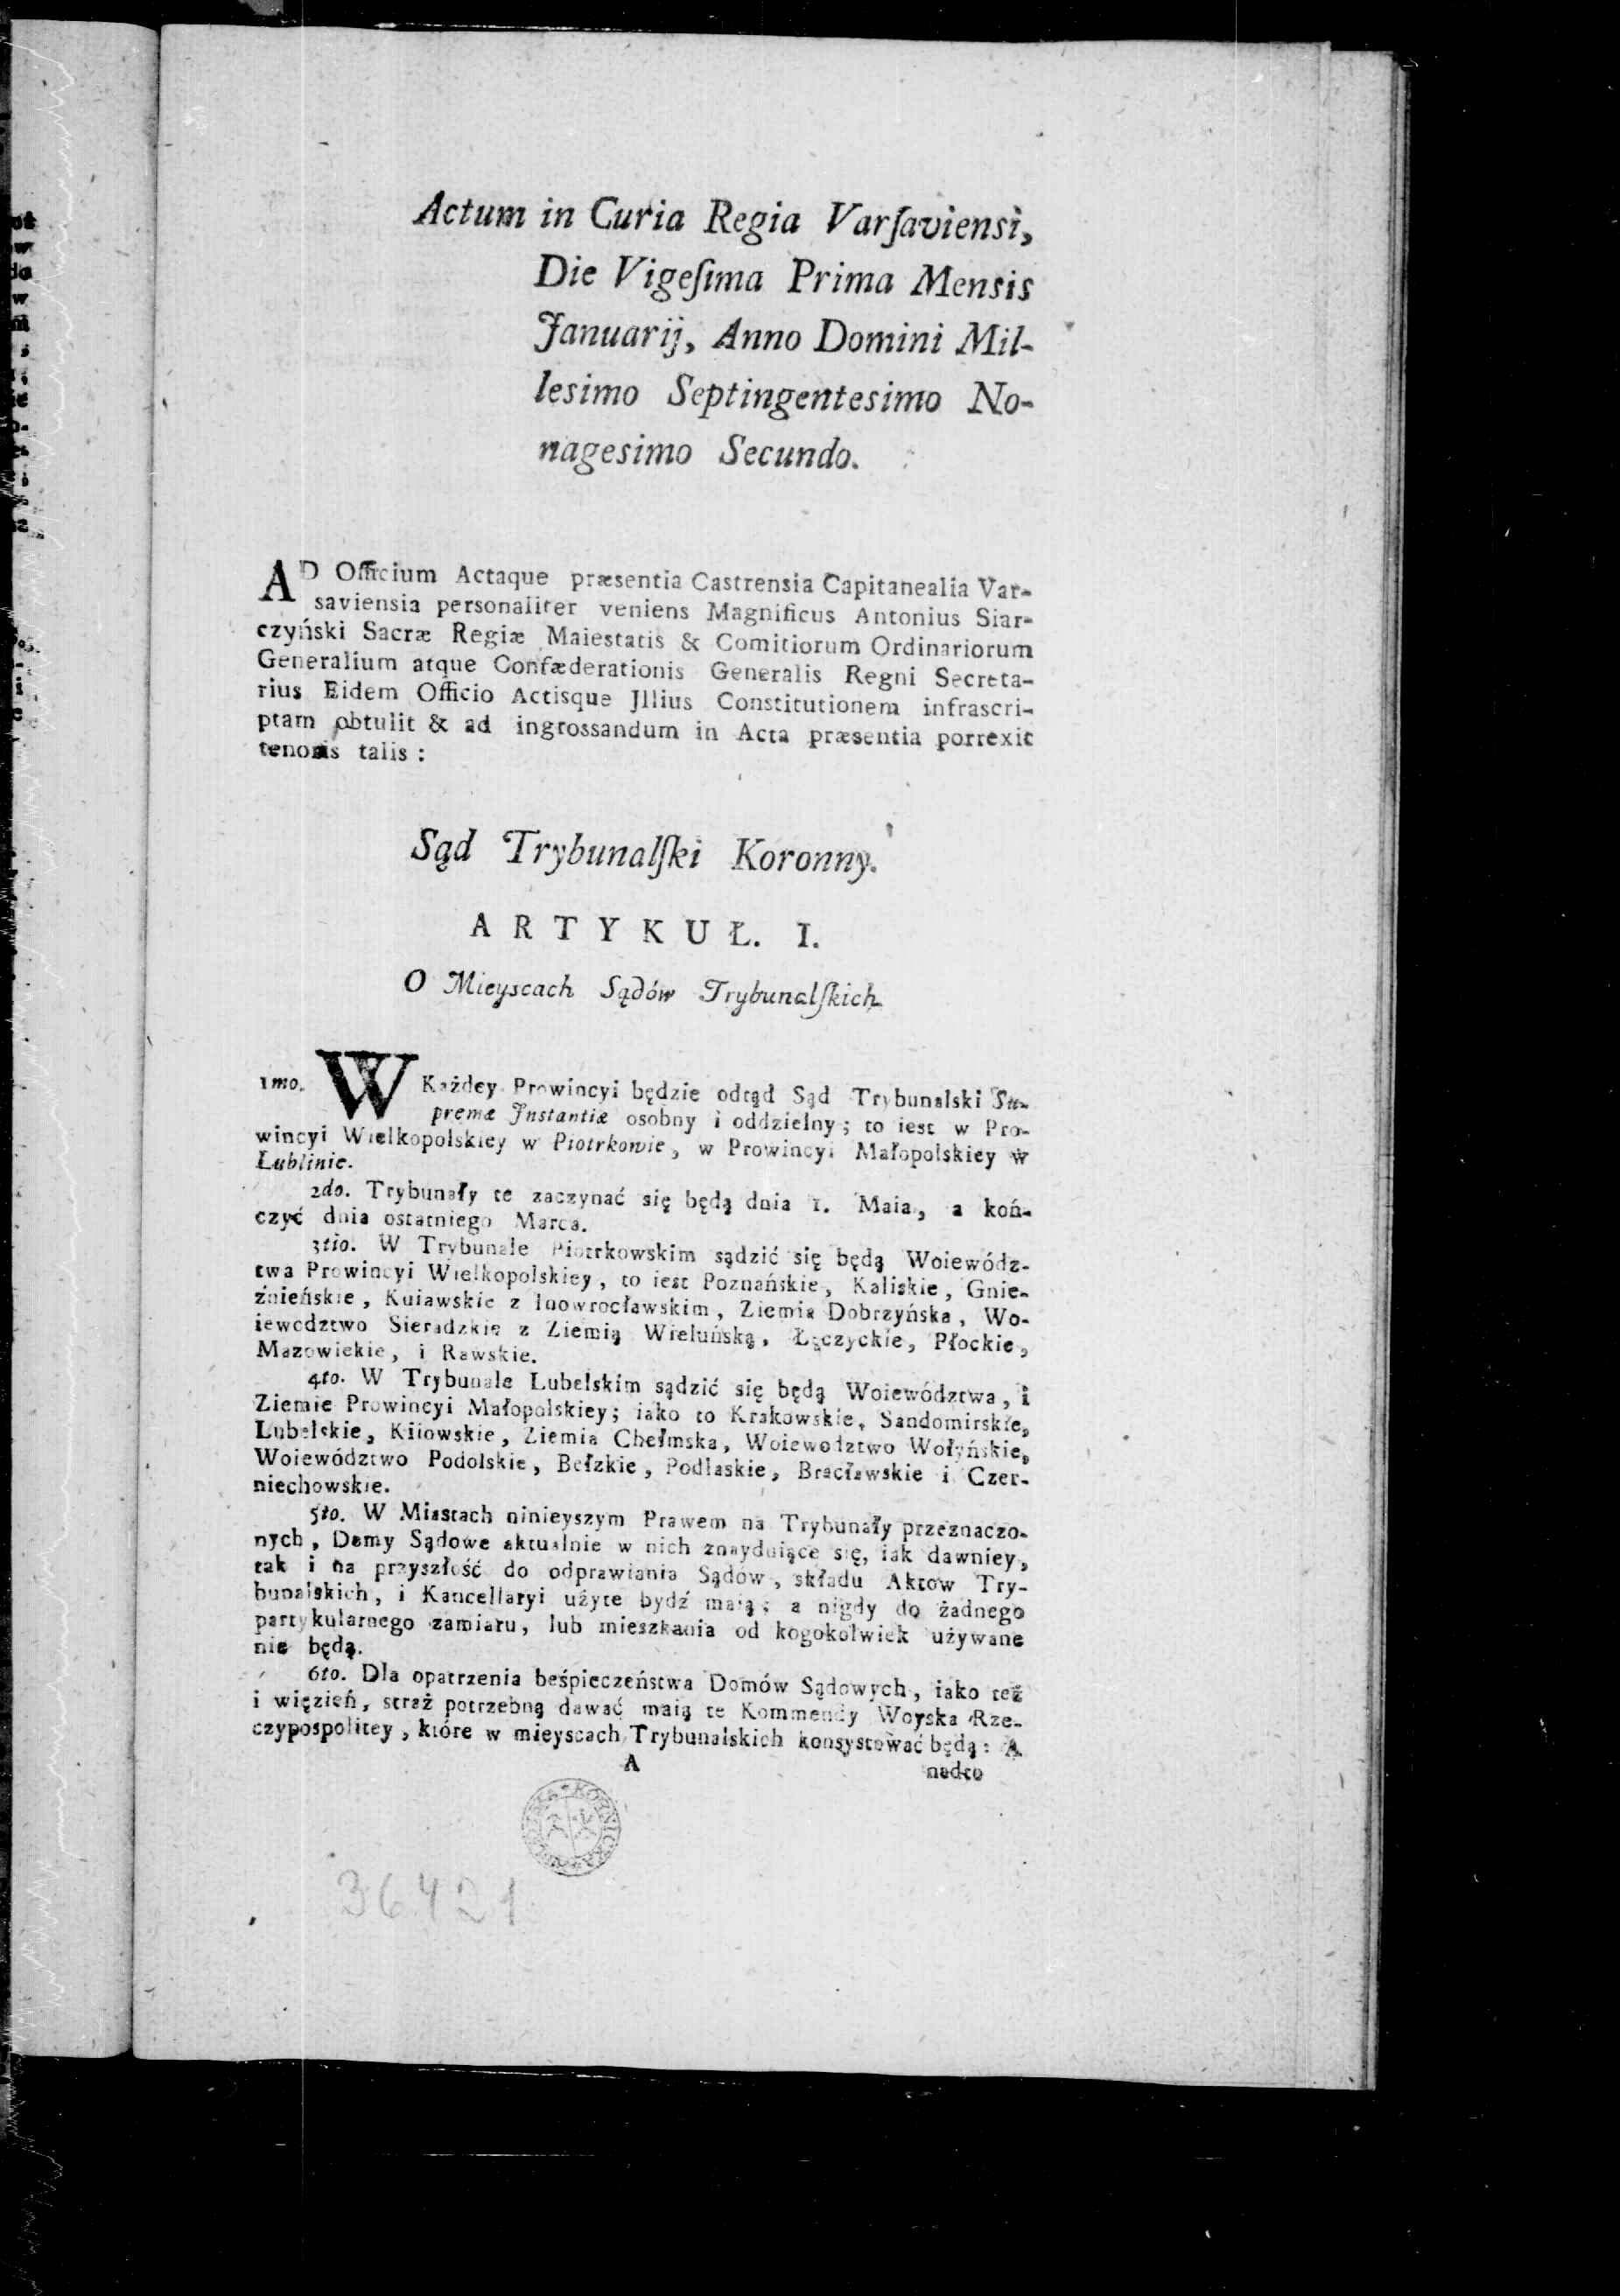 Actum in Curia Regia Varſaviensi,
Die Vigeſima Prima Mensis
Januarij, Anno Domini Mil-
lesimo Septingentesimo No-
nagesimo Secundo.
AD Officium Actaque præsentia Castrensia Capitanealia Var-
saviensia personaliter veniens Magnificus Antonius Siar-
czyński Sacræ Regiæ Maiestatis & Comitiorum Ordinariorum
Generalium atque Confæderationis Generalis Regni Secreta-
rius Eidem Officio Actisque Jllius Constitutionem infrascri-
ptam obtulit & ad ingrossandum in Acta præsentia porrexit
tenoris talis :
Sąd Trybunalſki Koronny.
ARTYKUŁ. I.
O Mieyscach Sądów Trybunalſkich.
1mo. W Każdey Prowincyi będzie odtąd Sąd Trybunalski Su-
premæ Jnstantiæ osobny i oddzielny; to iest w Pro-
wincyi Wielkopolskiey w Piotrkowie, w Prowincyi Małopolskiey w
Lublinie.
2do. Trybunały te zaczynać się będą dnia 1. Maia, a koń-
czyć dnia ostatniego Marca.
3tio. W Trybunale Piotrkowskim sądzić się będą Woiewódz-
twa Prowincyi Wielkopolskiey, to iest Poznańskie, Kaliskie, Gnie-
źnieńskie, Kuiawskie z Inowrocławskim, Ziemia Dobrzyńska, Wo-
iewodztwo Sieradzkie z Ziemią Wieluńską, Łęczyckie, Płockie,
Mazowiekie, i Rawskie.
4to. W Trybunale Lubelskim sądzić się będą Woiewództwa, i
Ziemie Prowincyi Małopolskiey; iako to Krakowskie, Sandomirskie,
Lubelskie, Kiiowskie, Ziemia Chełmska, Woiewodztwo Wołyńskie,
Woiewództwo Podolskie, Bełzkie, Podlaskie, Bracławskie i Czer-
niechowskie.
5to. W Miastach ninieyszym Prawem na Trybunały przeznaczo-
nych, Domy Sądowe aktualnie w nich znayduiące się, iak dawniey,
tak i na przyszłość do odprawiania Sądów, składu Aktow Try-
bunalskich, i Kancellaryi użyte bydź maią; a nigdy do żadnego
partykularnego zamiaru, lub mieszkania od kogokolwiek używane
nie będą.
6to. Dla opatrzenia beśpieczeństwa Domów Sądowych, iako też
i więzień, straż potrzebną dawać maią te Kommendy Woyska Rze-
czypospolitey, które w mieyscach Trybunalskich konsystować będą: A
A nadto
36421